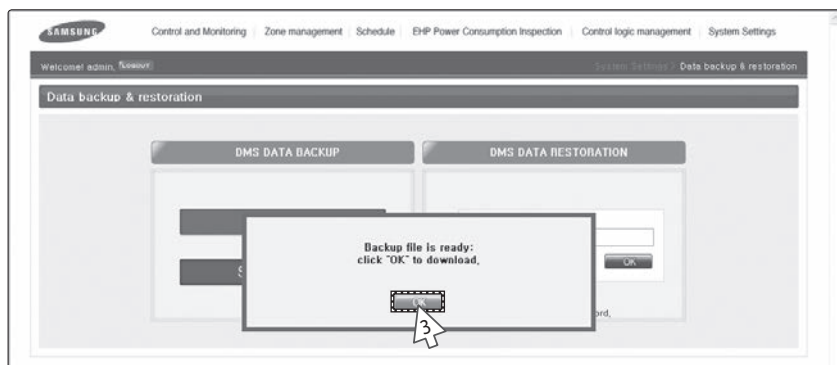 SAMSUNG
Control and Monitoring Zone management Schedule EHP Power Consumption Inspection Control logic management System Settings
Welcome! admin, LOGOUT
System Settings > Data backup & restoration
Data backup & restoration
DMS DATA BACKUP
DMS DATA RESTORATION
Backup file is ready:
click "OK" to download,
OK
OK
3